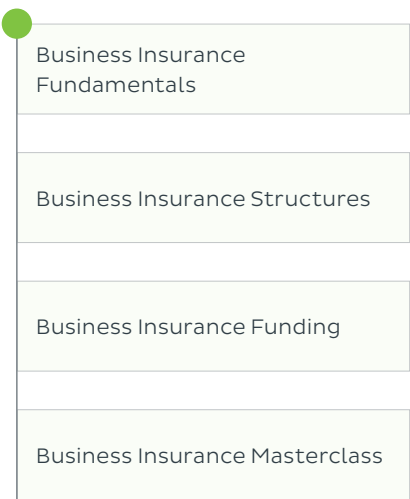 Business Insurance
Fundamentals
Business Insurance Structures
Business Insurance Funding
Business Insurance Masterclass